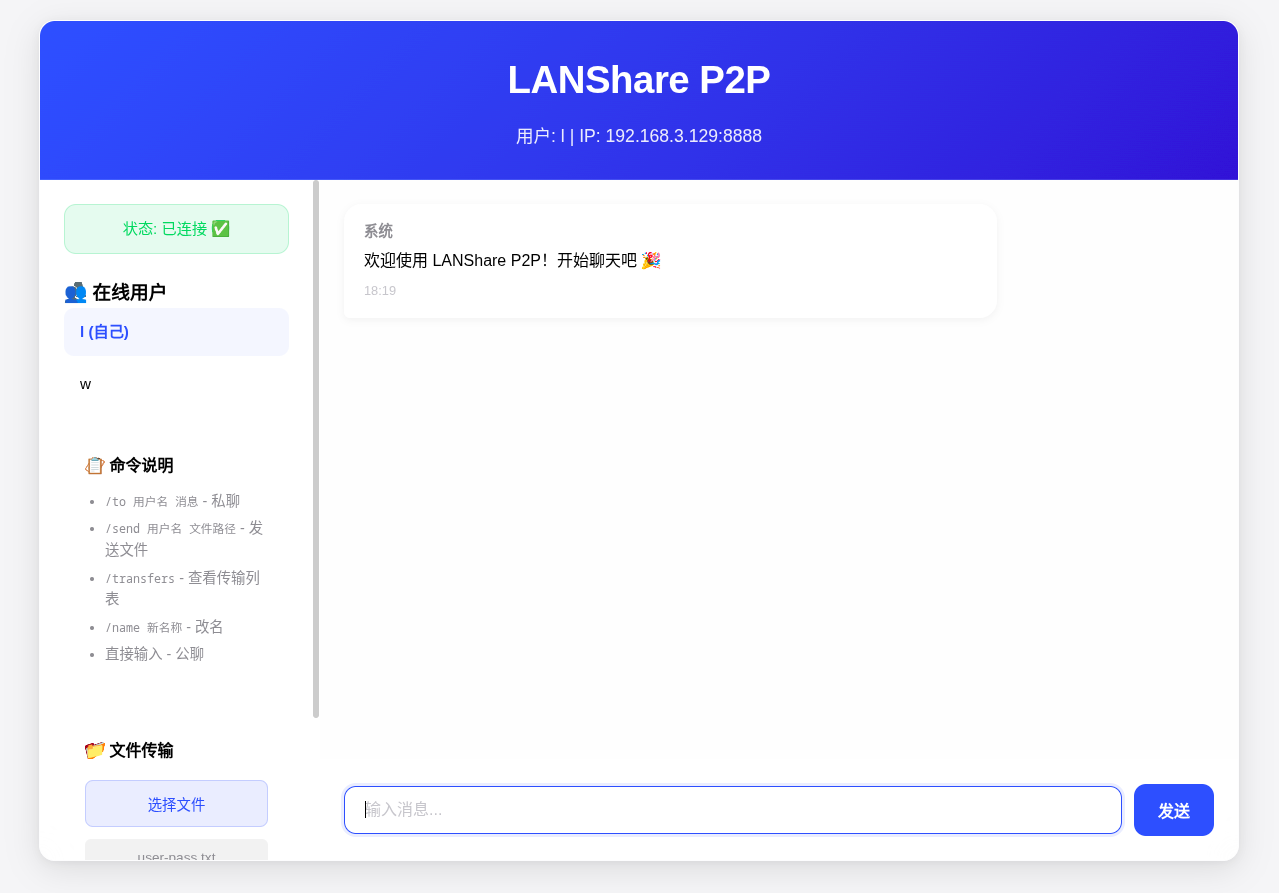 LANShare P2P
用户: l | IP: 192.168.3.129:8888
状态: 已连接 ✅
👥 在线用户
l (自己)
w
📋 命令说明
/to 用户名 消息 - 私聊
/send 用户名 文件路径 - 发
送文件
/transfers - 查看传输列
表
/name 新名称 - 改名
直接输入 - 公聊
📁 文件传输
选择文件
user-pass.txt
系统
欢迎使用 LANShare P2P！开始聊天吧 🎉
18:19
输入消息...
发送